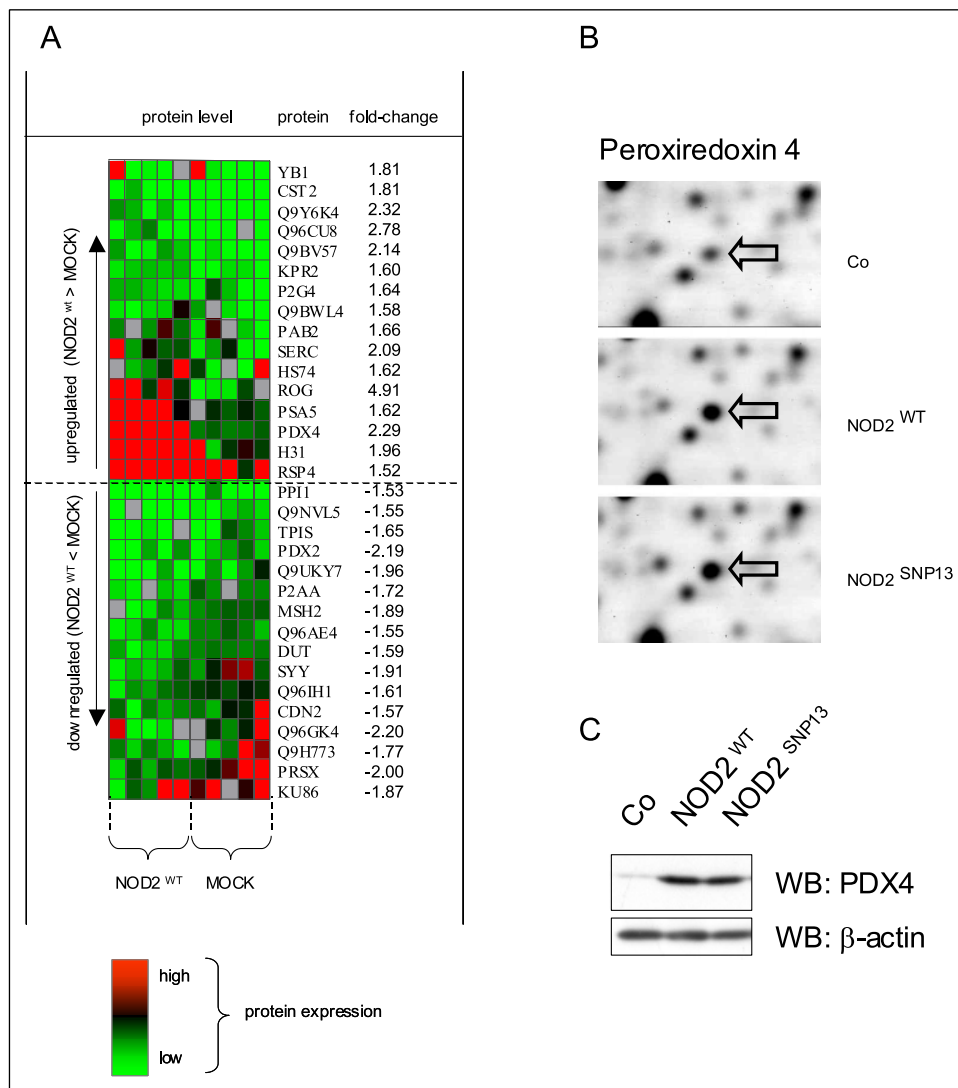 A
protein level protein fold-change
YB1 1.81
CST2 1.81
Q9Y6K4 2.32
Q96CU8 2.78
Q9BV57 2.14
KPR2 1.60
P2G4 1.64
Q9BWL4 1.58
PAB2 1.66
SERC 2.09
HS74 1.62
ROG 4.91
PSA5 1.62
PDX4 2.29
H31 1.96
RSP4 1.52
PPI1 -1.53
Q9NVL5 -1.55
TPIS -1.65
PDX2 -2.19
Q9UKY7 -1.96
P2AA -1.72
MSH2 -1.89
Q96AE4 -1.55
DUT -1.59
SYY -1.91
Q96IH1 -1.61
CDN2 -1.57
Q96GK4 -2.20
Q9H773 -1.77
PRSX -2.00
KU86 -1.87
upregulated (NOD2 wt > MOCK)
dow nregulated (NOD2 WT < MOCK)
NOD2 WT MOCK
high
low
protein expression
B
Peroxiredoxin 4
Co
NOD2 WT
NOD2 SNP13
C
Co NOD2 WT NOD2 SNP13
WB: PDX4
WB: β-actin